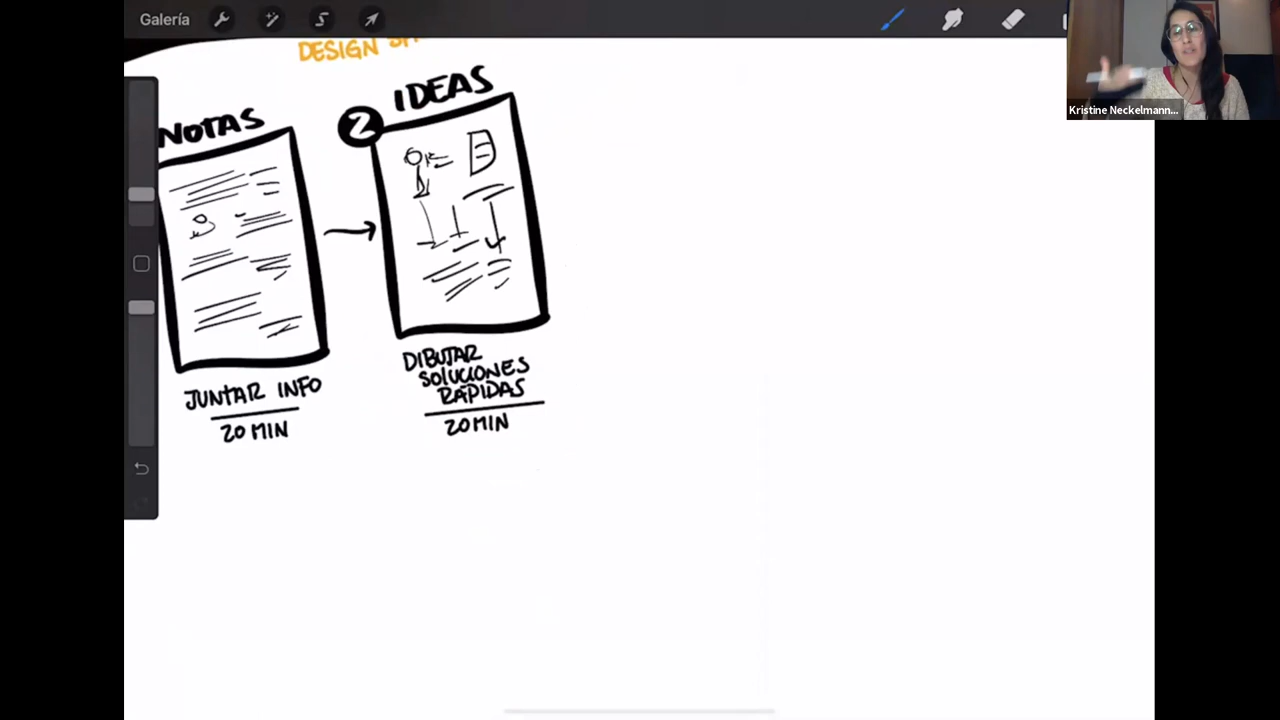 Galería
Kristine Neckelmann...
DESIGN
NOTAS
2
IDEAS
JUNTAR INFO
20 MIN
DIBUJAR
SOLUCIONES
RÁPIDAS
20 MIN